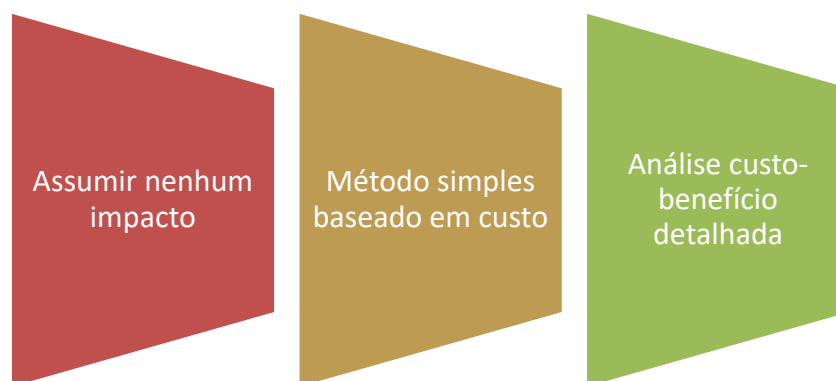 Assumir nenhum
impacto
Método simples
baseado em custo
Análise custo-
benefício
detalhada